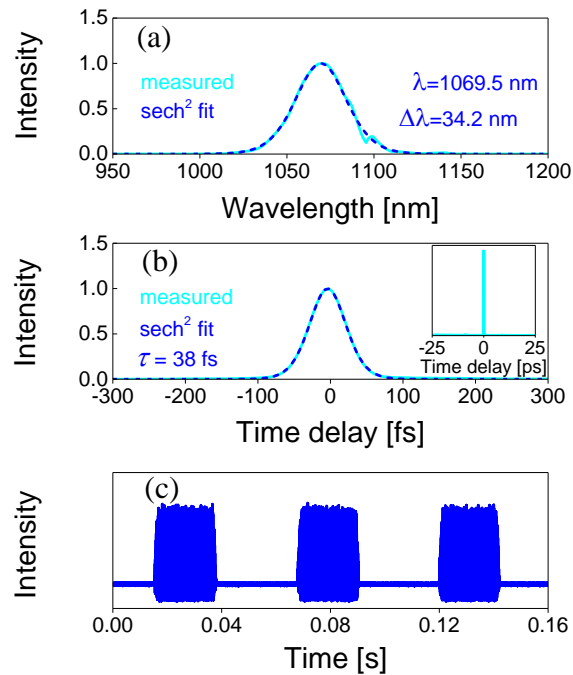 (a)
measured
sech² fit
λ=1069.5 nm
Δλ=34.2 nm
Intensity
1.5
1.0
0.5
0.0
950 1000 1050 1100 1150 1200
Wavelength [nm]
(b)
measured
sech² fit
τ = 38 fs
Intensity
1.5
1.0
0.5
0.0
-25 0 25
Time delay [ps]
-300 -200 -100 0 100 200 300
Time delay [fs]
(c)
Intensity
0.00 0.04 0.08 0.12 0.16
Time [s]